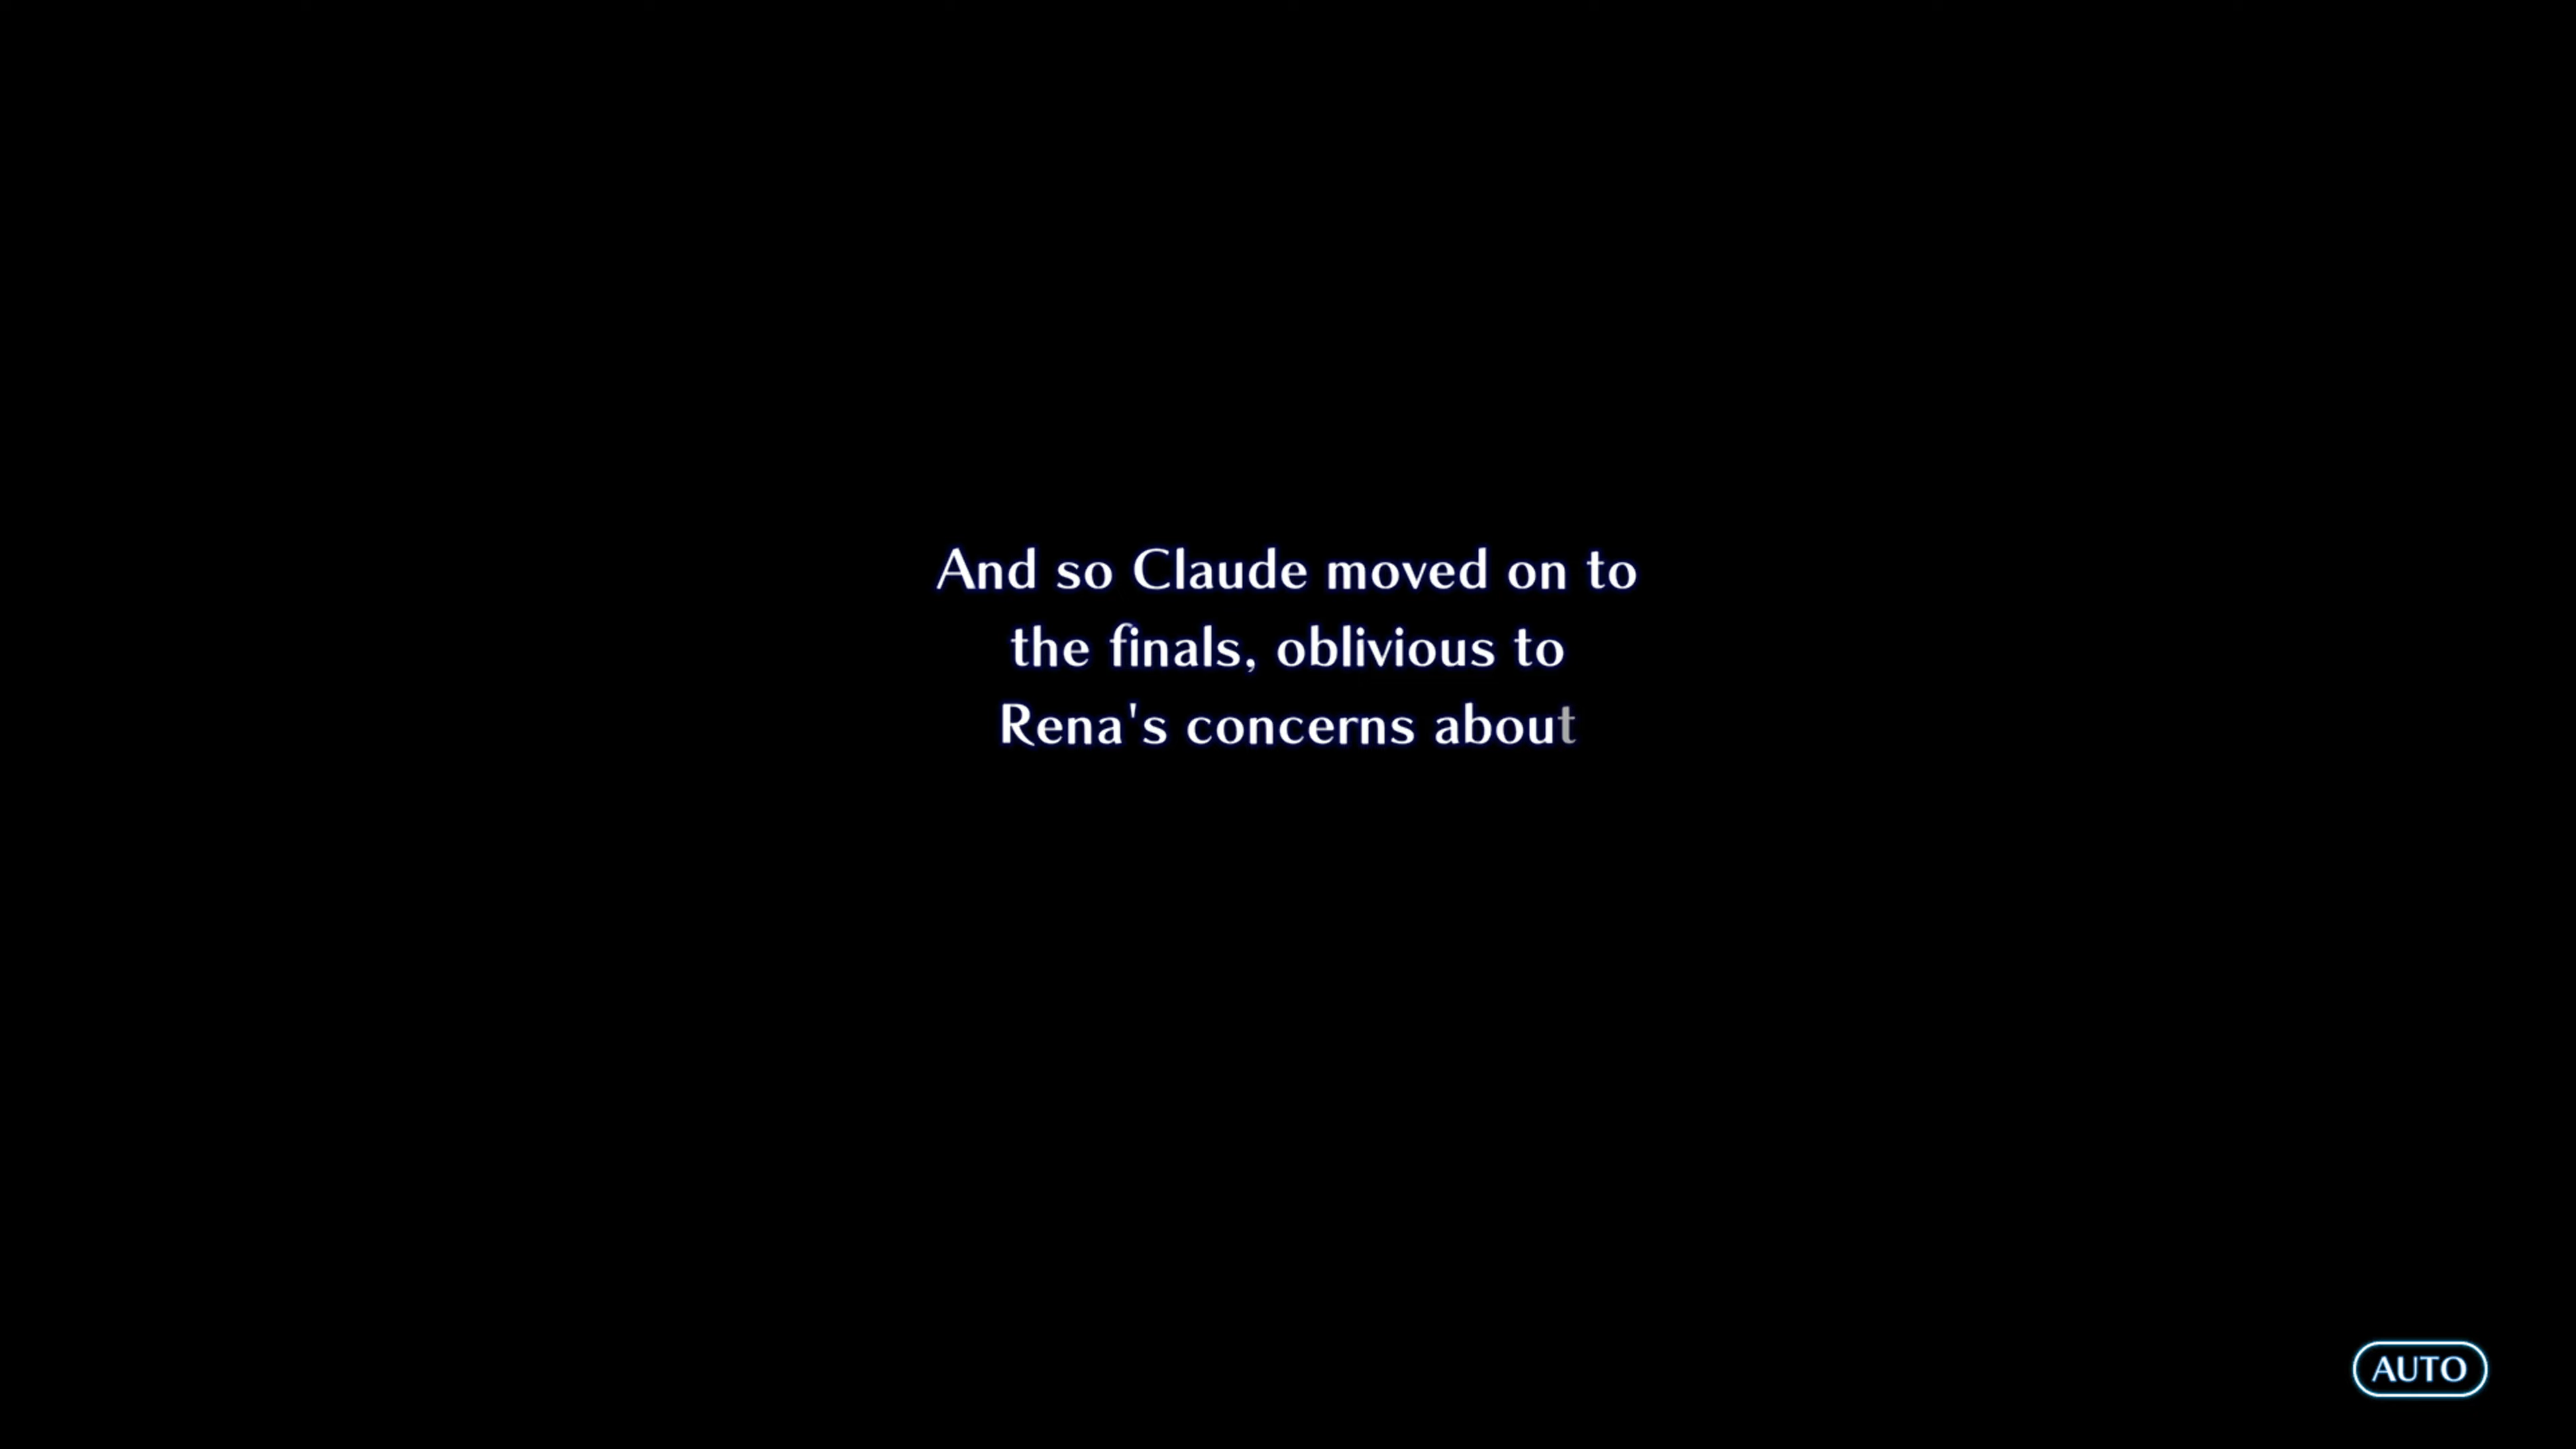 And so Claude moved on to
the finals, oblivious to
Rena's concerns about
AUTO